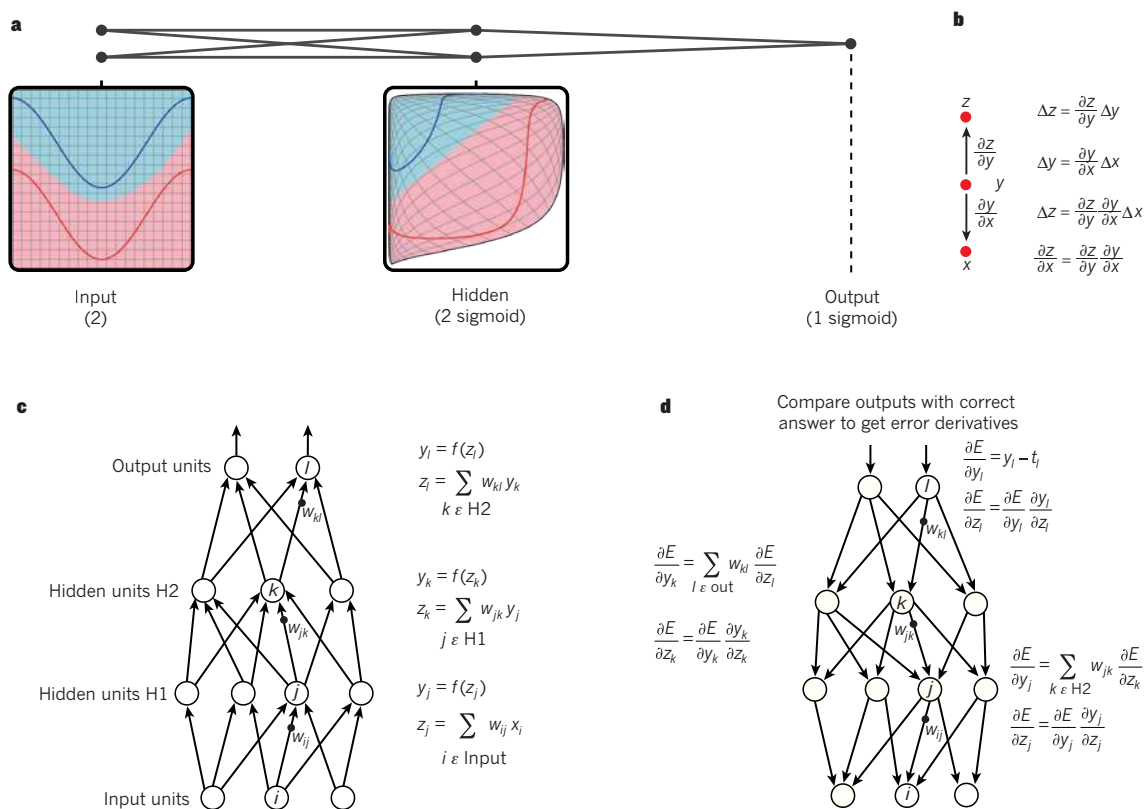 a
Input
(2)
Hidden
(2 sigmoid)
Output
(1 sigmoid)
b
z
∂z/∂y
y
∂y/∂x
x
Δz = ∂z/∂y Δy
Δy = ∂y/∂x Δx
Δz = ∂z/∂y ∂y/∂x Δx
∂z/∂x = ∂z/∂y ∂y/∂x
c
Output units
l
w_kl
y_l = f(z_l)
z_l = ∑ w_kl y_k
k ε H2
Hidden units H2
k
w_jk
y_k = f(z_k)
z_k = ∑ w_jk y_j
j ε H1
Hidden units H1
j
w_ij
y_j = f(z_j)
z_j = ∑ w_ij x_i
i ε Input
Input units
i
d
Compare outputs with correct
answer to get error derivatives
l
w_kl
∂E/∂y_l = y_l – t_l
∂E/∂z_l = ∂E/∂y_l ∂y_l/∂z_l
∂E/∂y_k = ∑ w_kl ∂E/∂z_l
l ε out
∂E/∂z_k = ∂E/∂y_k ∂y_k/∂z_k
k
w_jk
j
w_ij
∂E/∂y_j = ∑ w_jk ∂E/∂z_k
k ε H2
∂E/∂z_j = ∂E/∂y_j ∂y_j/∂z_j
i